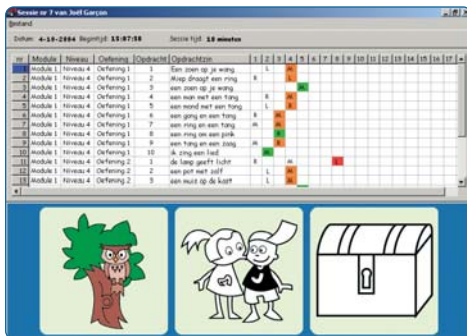 Sessie nr 7 van Joël Garçon
Bestand
Datum: 4-10-2004 Begintijd: 15:07:58 Sessie tijd: 10 minuten
nr Module Niveau Oefening Opdracht Opdrachtzin 1 2 3 4 5 6 7 8 9 10 11 12 13 14 15 16 17
1 Module 1 Niveau 4 Oefening 1 1 Een zoen op je wang L M
2 Module 1 Niveau 4 Oefening 1 2 Moep draagt een ring R L
3 Module 1 Niveau 4 Oefening 1 3 een zoen op je wang M
4 Module 1 Niveau 4 Oefening 1 4 een man met een tang L R
5 Module 1 Niveau 4 Oefening 1 5 een mond met een tong L R
6 Module 1 Niveau 4 Oefening 1 6 een gong en een tang M R
7 Module 1 Niveau 4 Oefening 1 7 een ring en een tang M M
8 Module 1 Niveau 4 Oefening 1 8 een ring om een pink R
9 Module 1 Niveau 4 Oefening 1 9 een tang en een zaag M R
10 Module 1 Niveau 4 Oefening 1 10 ik zing een lied M
11 Module 1 Niveau 4 Oefening 2 1 de lamp geeft licht R M L
12 Module 1 Niveau 4 Oefening 2 2 een pot met zalf L M
13 Module 1 Niveau 4 Oefening 2 3 een muis op de kast L M
J